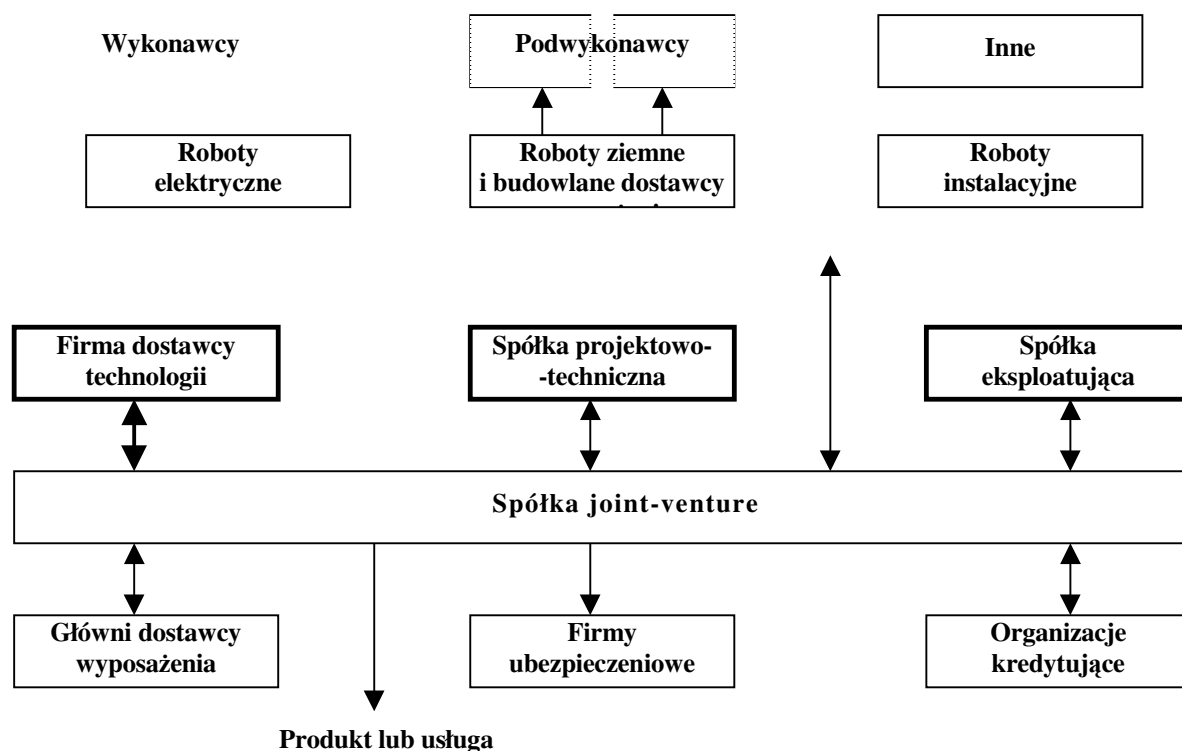 Wykonawcy
Podwykonawcy
Inne
Roboty
elektryczne
Roboty ziemne
i budowlane dostawcy
Roboty
instalacyjne
Firma dostawcy
technologii
Spółka projektowo-
-techniczna
Spółka
eksploatująca
Spółka joint-venture
Główni dostawcy
wyposażenia
Firmy
ubezpieczeniowe
Organizacje
kredytujące
Produkt lub usługa